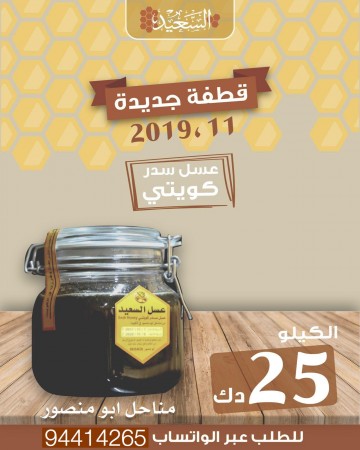 السعيد
قطفة جديدة
2019،11
عسل سدر
كويتي
عسل السعيد
الكيلو
25
دك
مناحل ابو منصور
للطلب عبر الواتساب 94414265